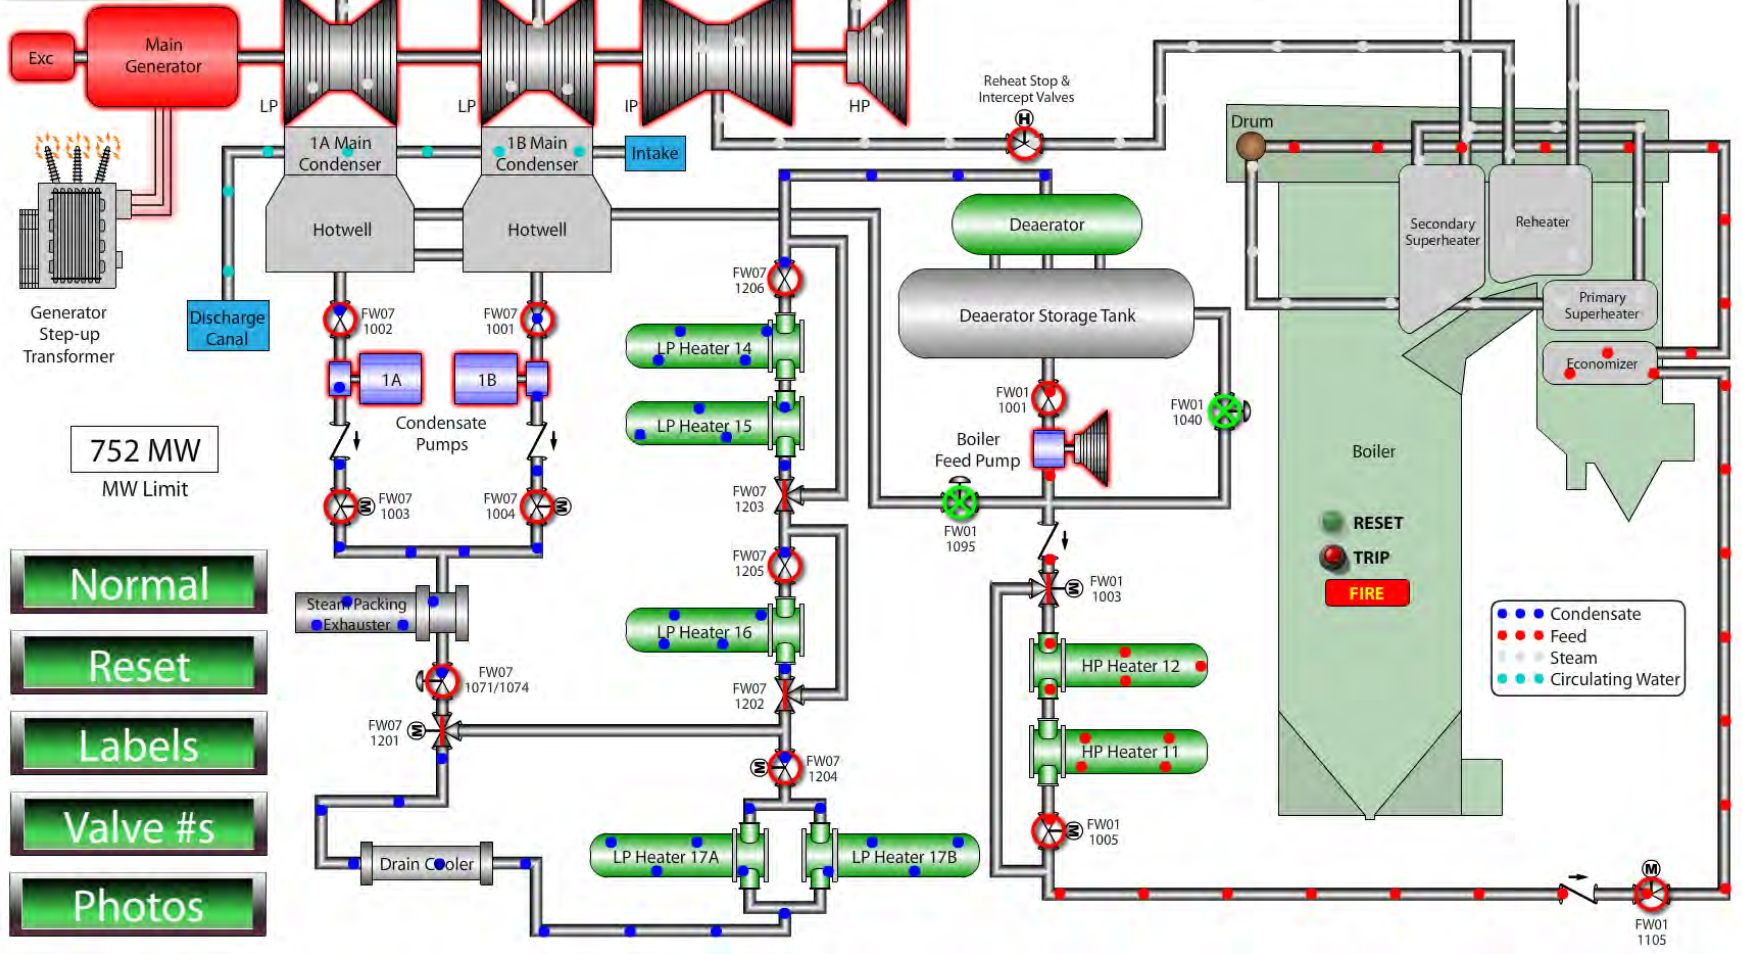 Exc
Main
Generator
LP
LP
IP
HP
Reheat Stop &
Intercept Valves
H
1A Main
Condenser
1B Main
Condenser
Intake
Hotwell
Hotwell
Discharge
Canal
Generator
Step-up
Transformer
FW07
1002
FW07
1001
1A
1B
Condensate
Pumps
752 MW
MW Limit
M
FW07
1003
FW07
1004
M
Steam Packing
Exhauster
FW07
1071/1074
FW07
1201
M
Drain Cooler
Normal
Reset
Labels
Valve #s
Photos
FW07
1206
LP Heater 14
LP Heater 15
FW07
1203
FW07
1205
LP Heater 16
FW07
1202
M
FW07
1204
LP Heater 17A
LP Heater 17B
Deaerator
Deaerator Storage Tank
FW01
1001
FW01
1040
Boiler
Feed Pump
FW01
1095
M
FW01
1003
HP Heater 12
HP Heater 11
M
FW01
1005
Drum
Secondary
Superheater
Reheater
Primary
Superheater
Economizer
Boiler
RESET
TRIP
FIRE
Condensate
Feed
Steam
Circulating Water
M
FW01
1105